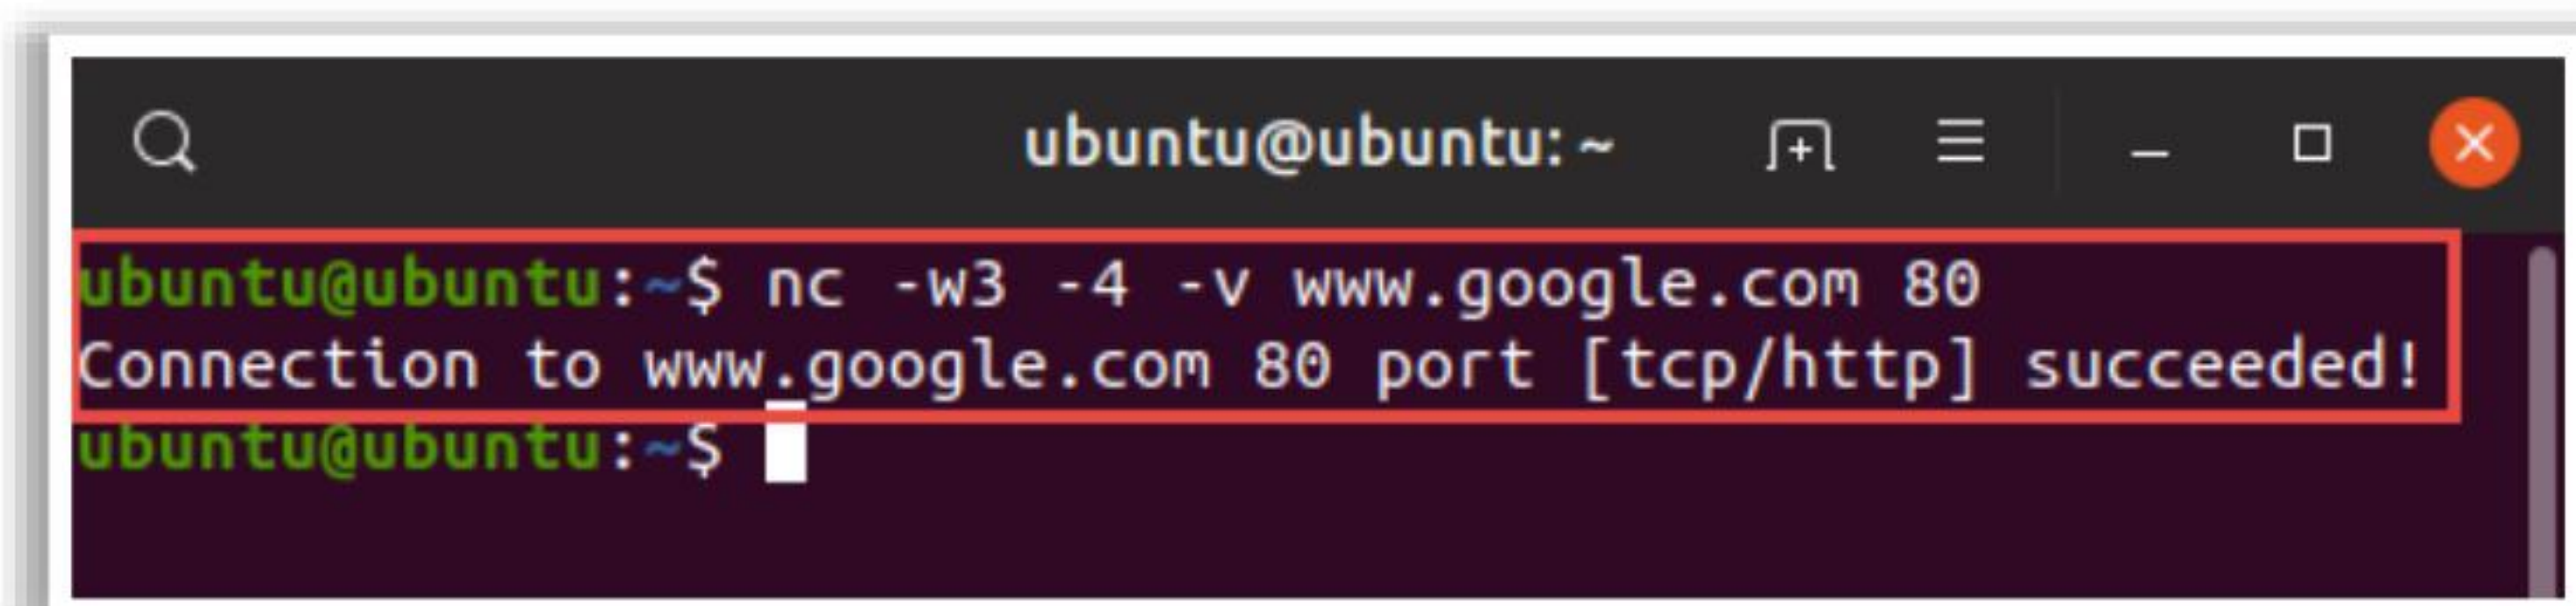 ubuntu@ubuntu: ~
ubuntu@ubuntu:~$ nc -w3 -4 -v www.google.com 80
Connection to www.google.com 80 port [tcp/http] succeeded!
ubuntu@ubuntu:~$